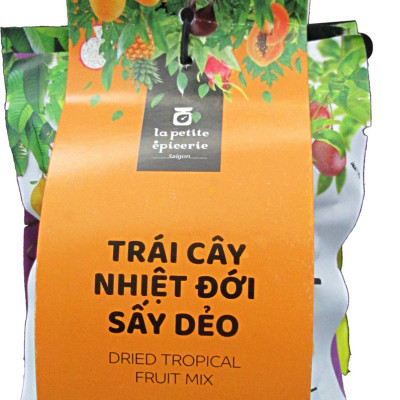 la petite
épicerie
Saigon
TRÁI CÂY
NHIỆT ĐỚI
SẤY DẺO
DRIED TROPICAL
FRUIT MIX